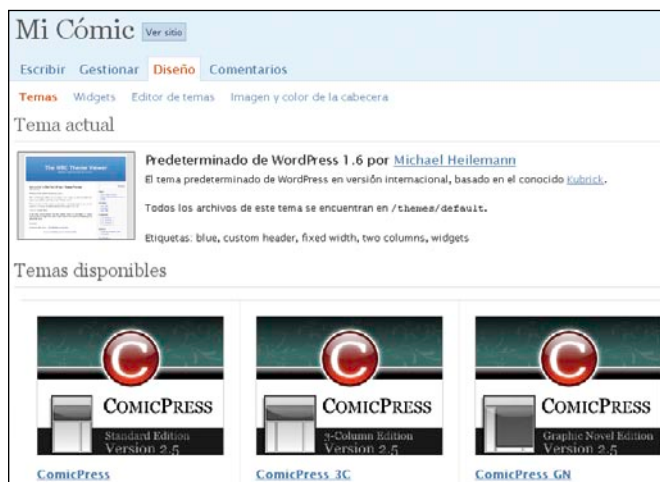 Mi Cómic Ver sitio
Escribir Gestionar Diseño Comentarios
Temas Widgets Editor de temas Imagen y color de la cabecera
Tema actual
Predeterminado de WordPress 1.6 por Michael Heilemann
El tema predeterminado de WordPress en versión internacional, basado en el conocido Kubrick.
Todos los archivos de este tema se encuentran en /themes/default.
Etiquetas: blue, custom header, fixed width, two columns, widgets
Temas disponibles
C
COMICPRESS
Standard Edition
Version 2.5
ComicPress
C
COMICPRESS
3-Column Edition
Version 2.5
ComicPress 3C
C
COMICPRESS
Graphic Novel Edition
Version 2.5
ComicPress GN